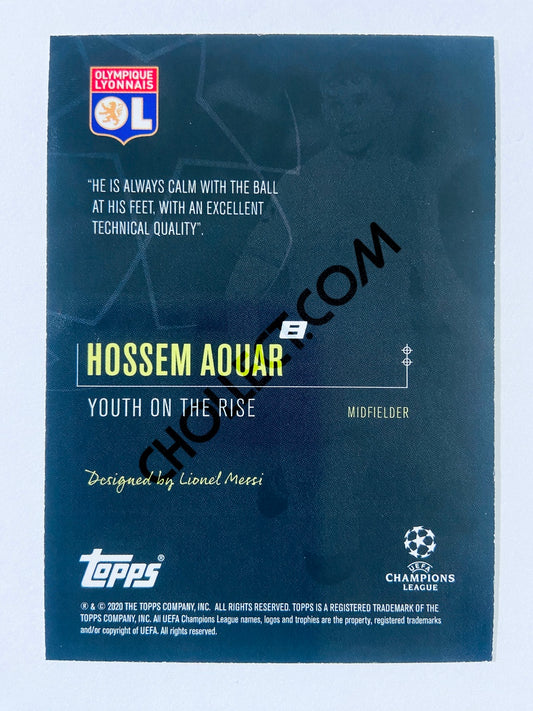 OLYMPIQUE
LYONNAIS
OL
“HE IS ALWAYS CALM WITH THE BALL
AT HIS FEET, WITH AN EXCELLENT
TECHNICAL QUALITY”.
8
HOSSEM AOUAR
YOUTH ON THE RISE
MIDFIELDER
CHOLLECT.COM
Designed by Lionel Messi
Topps®
UEFA
CHAMPIONS
LEAGUE
® & © 2020 THE TOPPS COMPANY, INC. ALL RIGHTS RESERVED. TOPPS IS A REGISTERED TRADEMARK OF THE
TOPPS COMPANY, INC. All UEFA Champions League names, logos and trophies are the property, registered trademarks
and/or copyright of UEFA. All rights reserved.